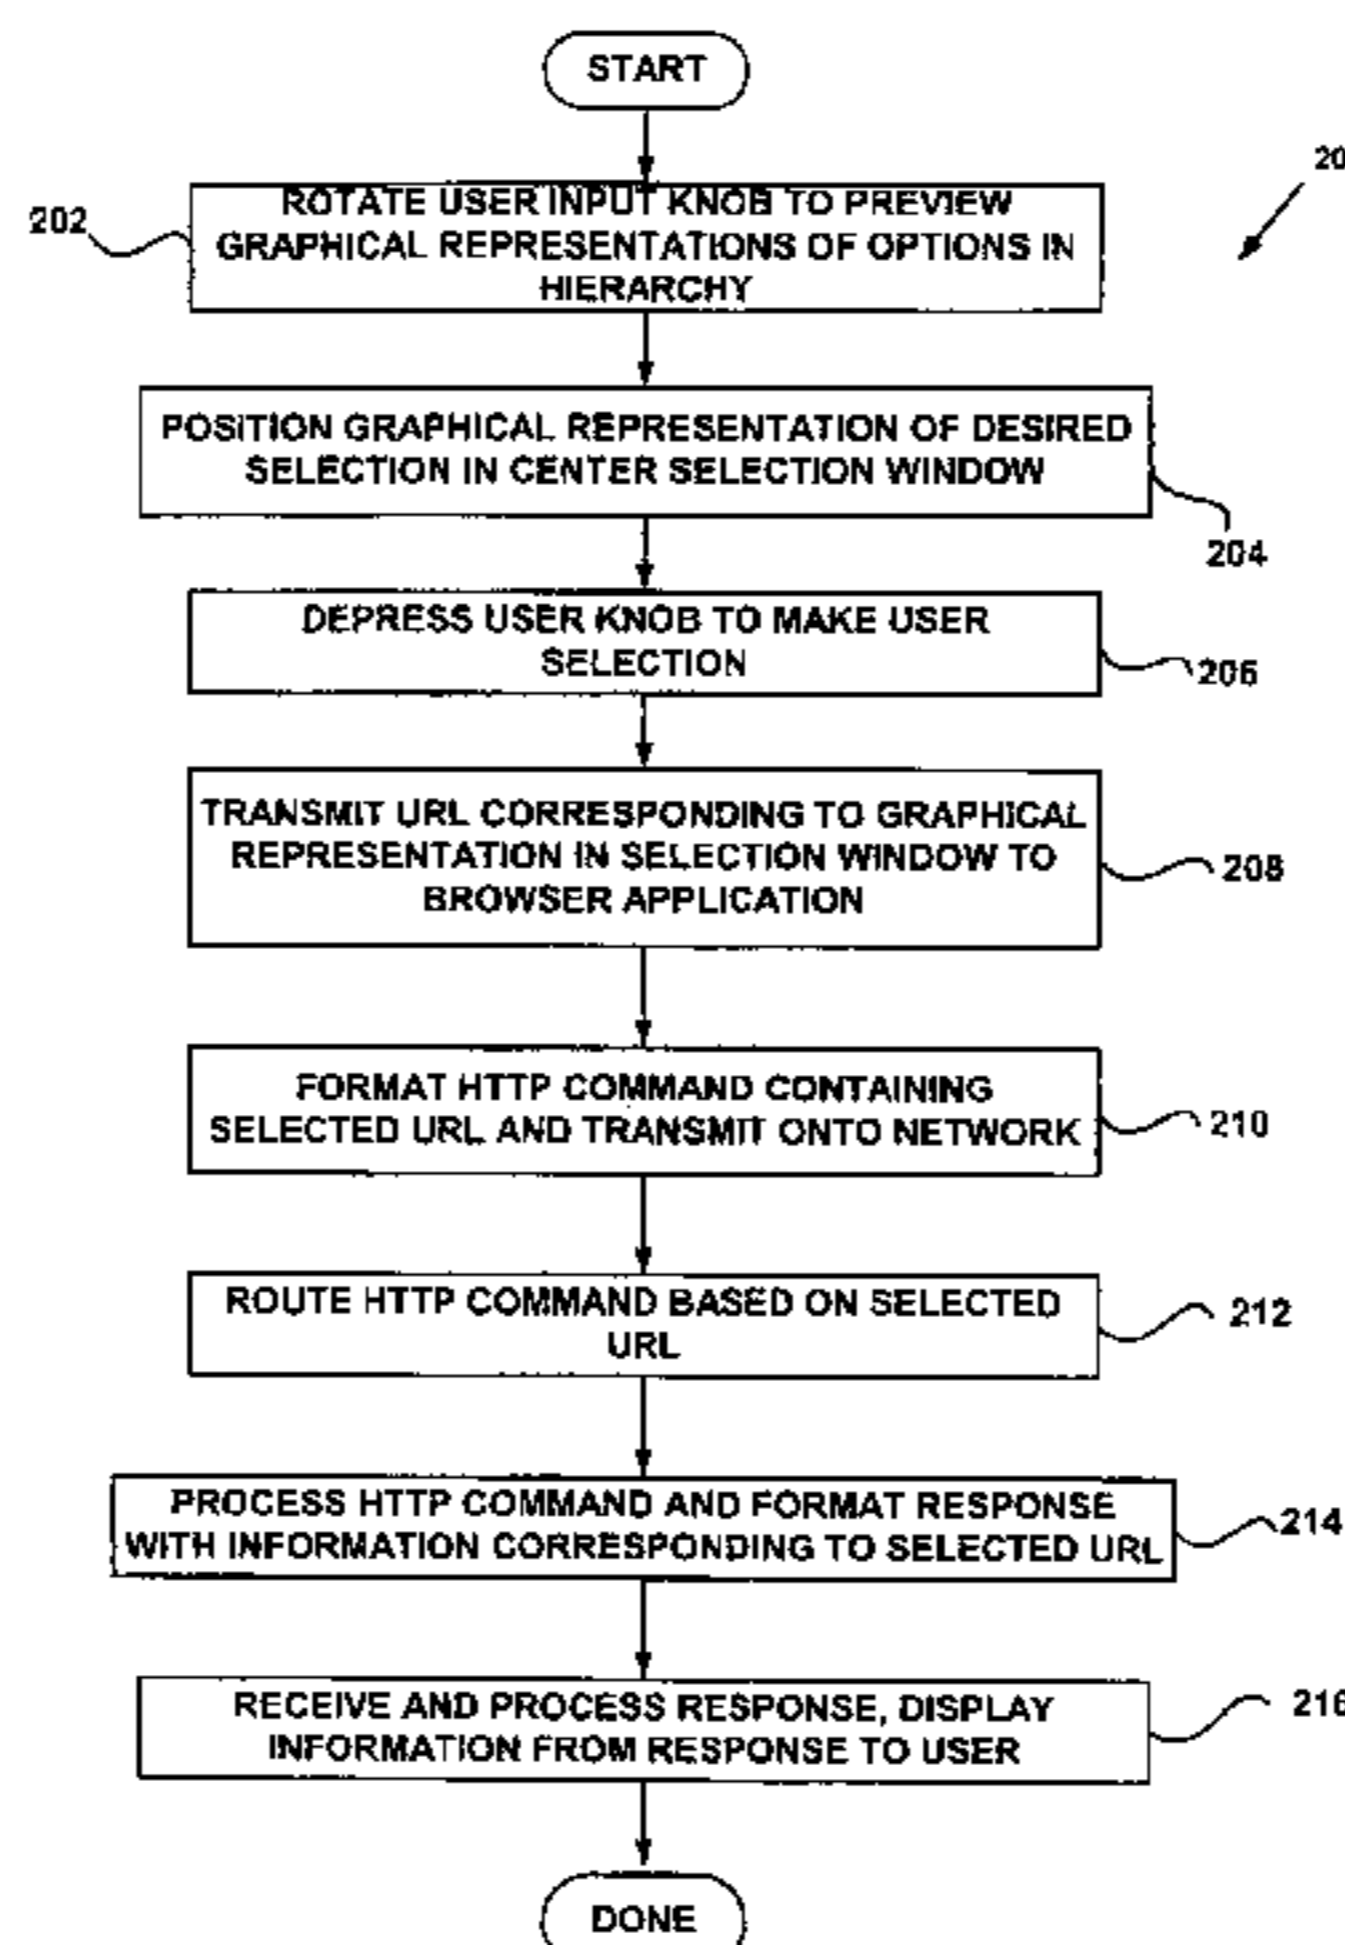 START
20
202
ROTATE USER INPUT KNOB TO PREVIEW
GRAPHICAL REPRESENTATIONS OF OPTIONS IN
HIERARCHY
POSITION GRAPHICAL REPRESENTATION OF DESIRED
SELECTION IN CENTER SELECTION WINDOW
204
DEPRESS USER KNOB TO MAKE USER
SELECTION
206
TRANSMIT URL CORRESPONDING TO GRAPHICAL
REPRESENTATION IN SELECTION WINDOW TO
BROWSER APPLICATION
208
FORMAT HTTP COMMAND CONTAINING
SELECTED URL AND TRANSMIT ONTO NETWORK
210
ROUTE HTTP COMMAND BASED ON SELECTED
URL
212
PROCESS HTTP COMMAND AND FORMAT RESPONSE
WITH INFORMATION CORRESPONDING TO SELECTED URL
214
RECEIVE AND PROCESS RESPONSE, DISPLAY
INFORMATION FROM RESPONSE TO USER
216
DONE